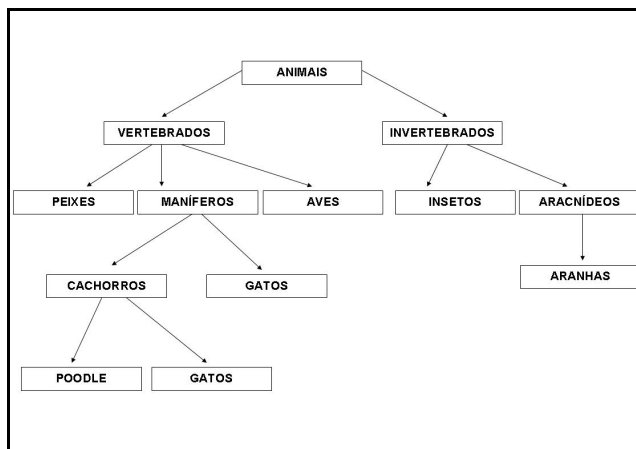 ANIMAIS
VERTEBRADOS
INVERTEBRADOS
PEIXES
MANÍFEROS
AVES
INSETOS
ARACNÍDEOS
CACHORROS
GATOS
ARANHAS
POODLE
GATOS